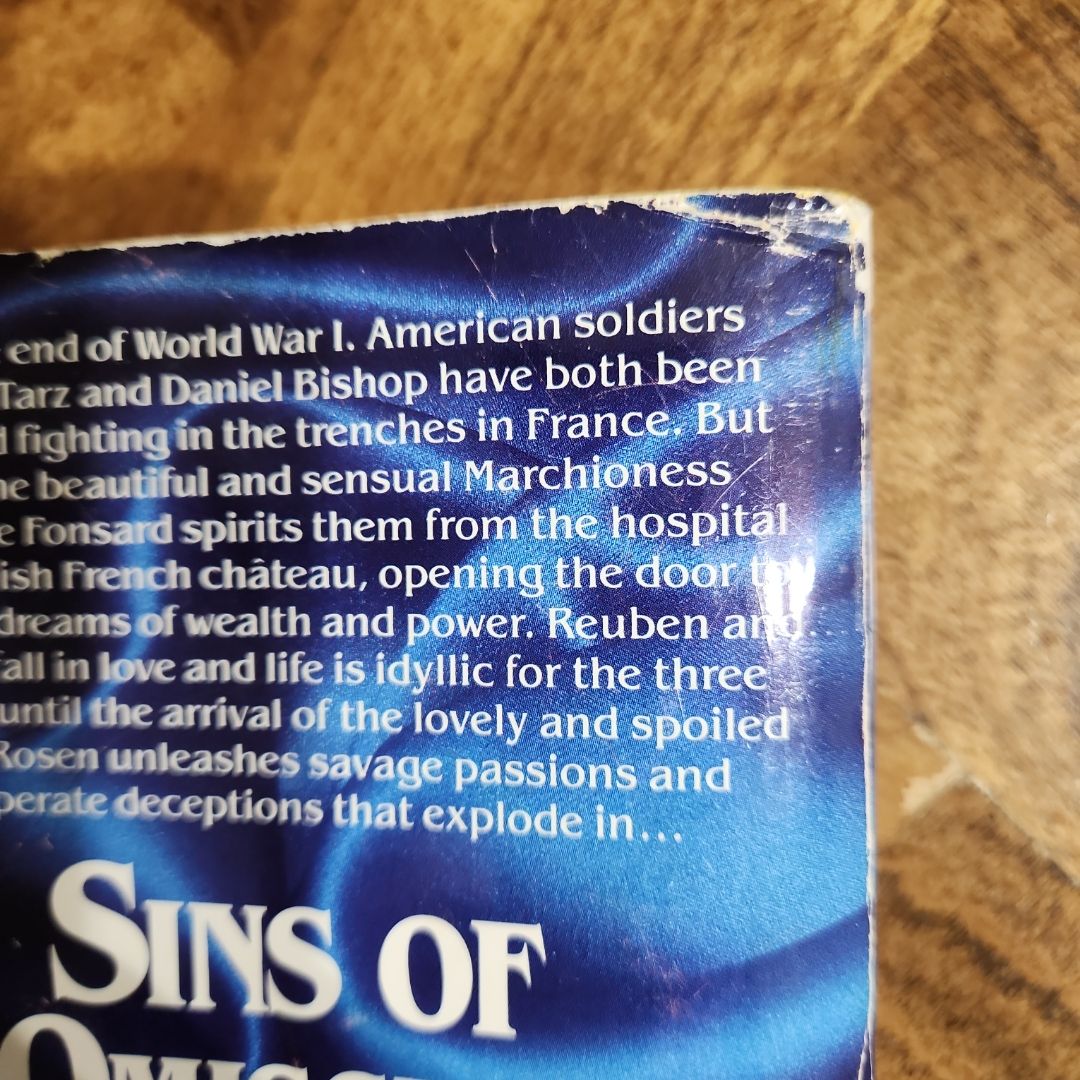 end of World War I. American soldiers
Tarz and Daniel Bishop have both been
fighting in the trenches in France. But
beautiful and sensual Marchioness
Fonsard spirits them from the hospital
French château, opening the door to
dreams of wealth and power. Reuben and
fall in love and life is idyllic for the three
until the arrival of the lovely and spoiled
Rosen unleashes savage passions and
deceptions that explode in...
SINS OF